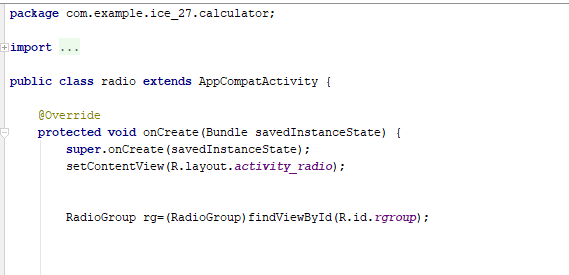 package com.example.ice_27.calculator;
import ...
public class radio extends AppCompatActivity {
@Override
protected void onCreate(Bundle savedInstanceState) {
super.onCreate(savedInstanceState);
setContentView(R.layout.activity_radio);
RadioGroup rg=(RadioGroup)findViewById(R.id.rgroup);